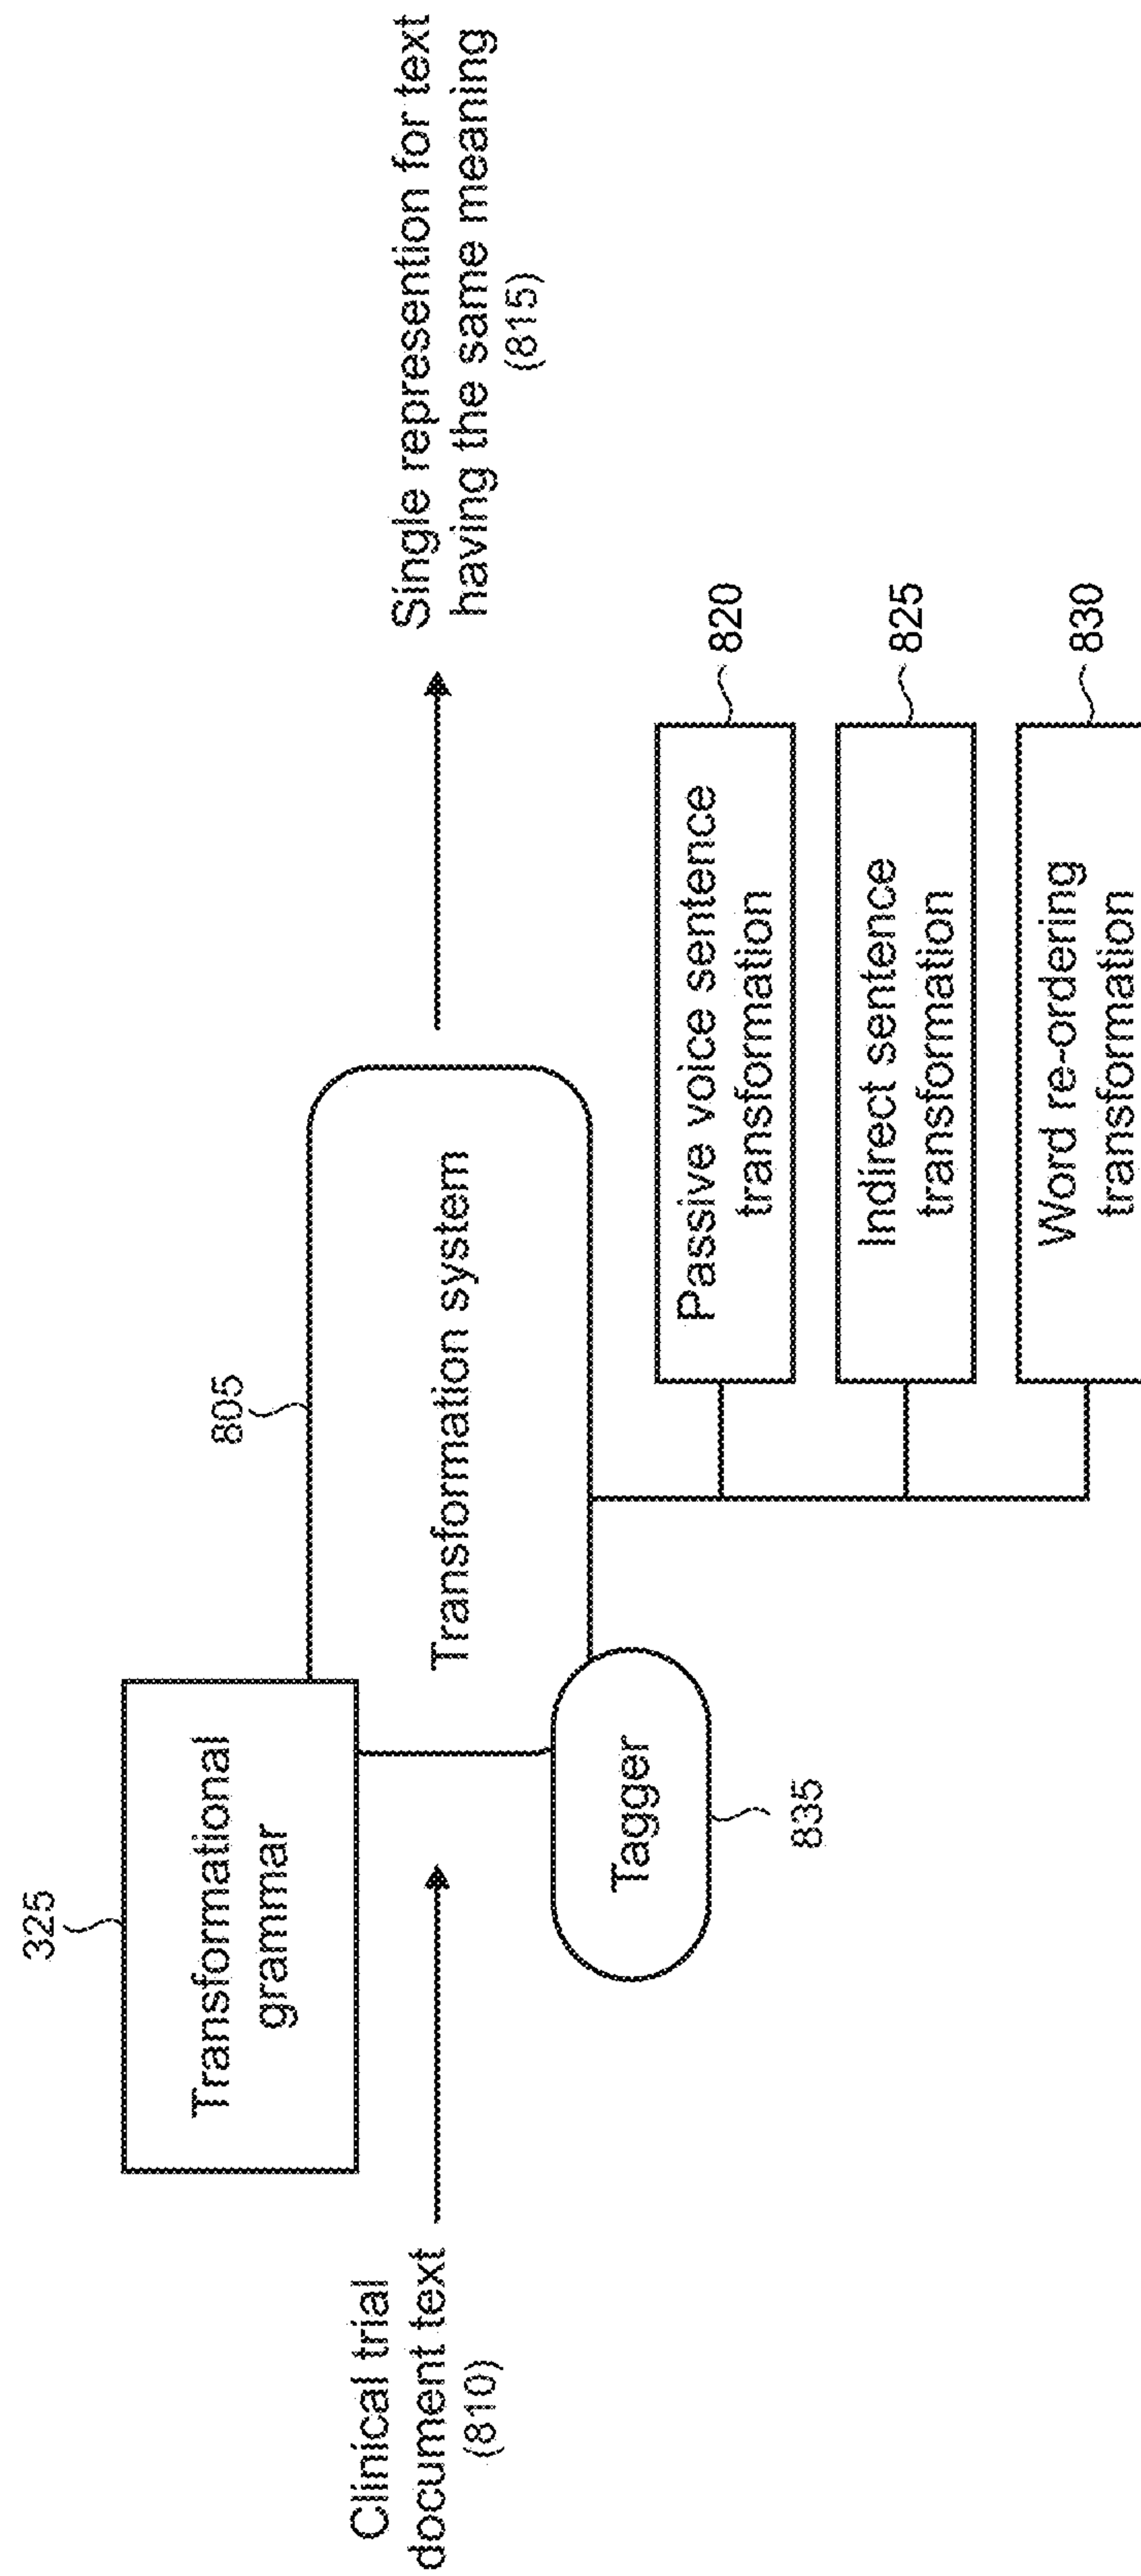 325
Transformational
grammar
805
Clinical trial
document text
(810)
Transformation system
Single represention for text
having the same meaning
(815)
Tagger
835
Passive voice sentence
transformation
820
Indirect sentence
transformation
825
Word re-ordering
transformation
830